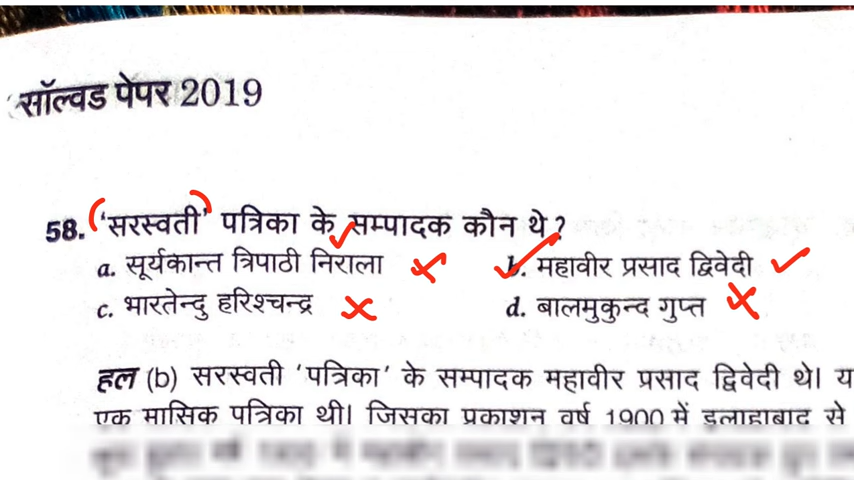 सॉल्वड पेपर 2019
58. 'सरस्वती' पत्रिका के सम्पादक कौन थे?
a. सूर्यकान्त त्रिपाठी निराला b. महावीर प्रसाद द्विवेदी
c. भारतेन्दु हरिश्चन्द्र d. बालमुकुन्द गुप्त
हल (b) सरस्वती 'पत्रिका' के सम्पादक महावीर प्रसाद द्विवेदी थे। य
एक मासिक पत्रिका थी। जिसका प्रकाशन वर्ष 1900 में इलाहाबाद से